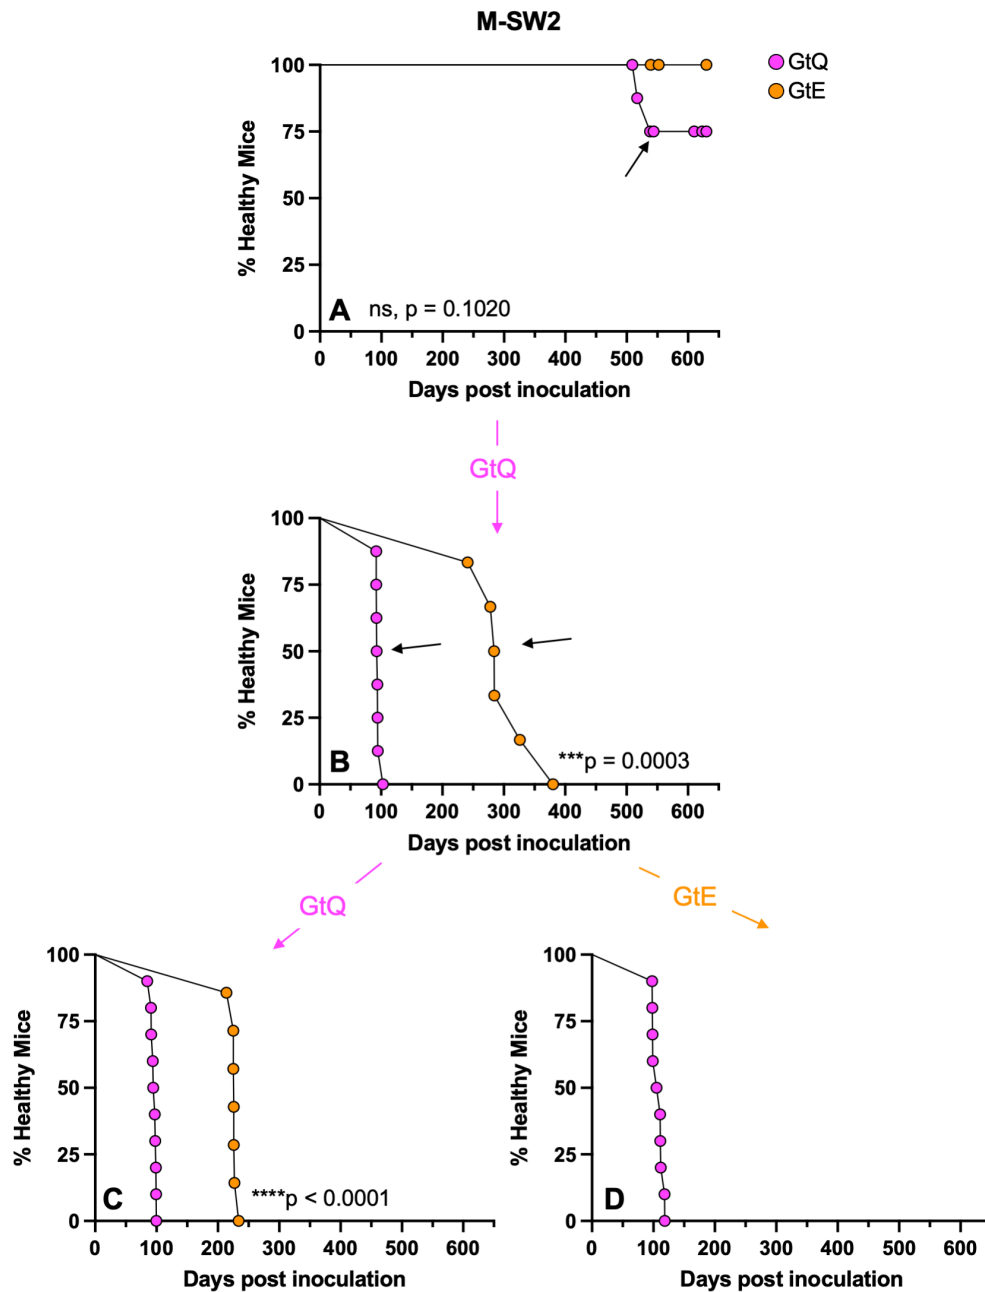 M-SW2
GtQ
GtE
% Healthy Mice
100
75
50
25
0
A ns, p = 0.1020
0 100 200 300 400 500 600
Days post inoculation
GtQ
% Healthy Mice
100
75
50
25
0
B ***p = 0.0003
0 100 200 300 400 500 600
Days post inoculation
GtQ
GtE
% Healthy Mice
100
75
50
25
0
C ****p < 0.0001
0 100 200 300 400 500 600
Days post inoculation
% Healthy Mice
100
75
50
25
0
D
0 100 200 300 400 500 600
Days post inoculation